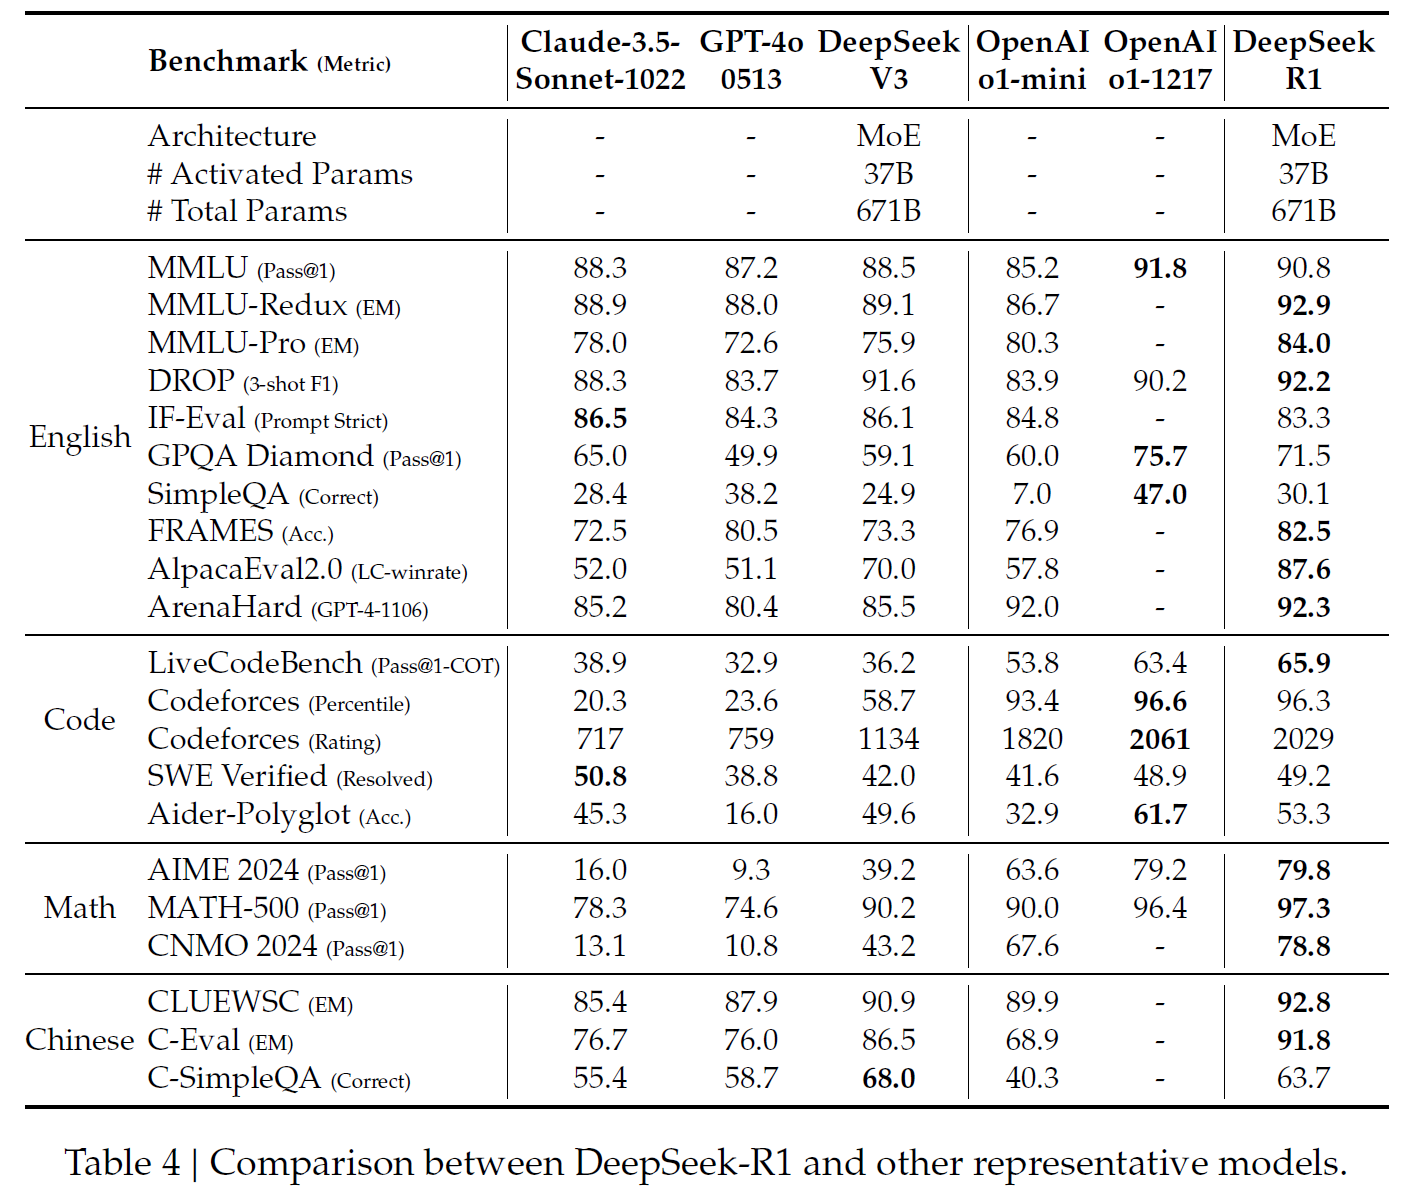 Benchmark (Metric) Claude-3.5-Sonnet-1022 GPT-4o 0513 DeepSeek V3 OpenAI o1-mini OpenAI o1-1217 DeepSeek R1
Architecture - - MoE - - MoE
# Activated Params - - 37B - - 37B
# Total Params - - 671B - - 671B
English
MMLU (Pass@1) 88.3 87.2 88.5 85.2 91.8 90.8
MMLU-Redux (EM) 88.9 88.0 89.1 86.7 - 92.9
MMLU-Pro (EM) 78.0 72.6 75.9 80.3 - 84.0
DROP (3-shot F1) 88.3 83.7 91.6 83.9 90.2 92.2
IF-Eval (Prompt Strict) 86.5 84.3 86.1 84.8 - 83.3
GPQA Diamond (Pass@1) 65.0 49.9 59.1 60.0 75.7 71.5
SimpleQA (Correct) 28.4 38.2 24.9 7.0 47.0 30.1
FRAMES (Acc.) 72.5 80.5 73.3 76.9 - 82.5
AlpacaEval2.0 (LC-winrate) 52.0 51.1 70.0 57.8 - 87.6
ArenaHard (GPT-4-1106) 85.2 80.4 85.5 92.0 - 92.3
Code
LiveCodeBench (Pass@1-COT) 38.9 32.9 36.2 53.8 63.4 65.9
Codeforces (Percentile) 20.3 23.6 58.7 93.4 96.6 96.3
Codeforces (Rating) 717 759 1134 1820 2061 2029
SWE Verified (Resolved) 50.8 38.8 42.0 41.6 48.9 49.2
Aider-Polyglot (Acc.) 45.3 16.0 49.6 32.9 61.7 53.3
Math
AIME 2024 (Pass@1) 16.0 9.3 39.2 63.6 79.2 79.8
MATH-500 (Pass@1) 78.3 74.6 90.2 90.0 96.4 97.3
CNMO 2024 (Pass@1) 13.1 10.8 43.2 67.6 - 78.8
Chinese
CLUEWSC (EM) 85.4 87.9 90.9 89.9 - 92.8
C-Eval (EM) 76.7 76.0 86.5 68.9 - 91.8
C-SimpleQA (Correct) 55.4 58.7 68.0 40.3 - 63.7
Table 4 | Comparison between DeepSeek-R1 and other representative models.